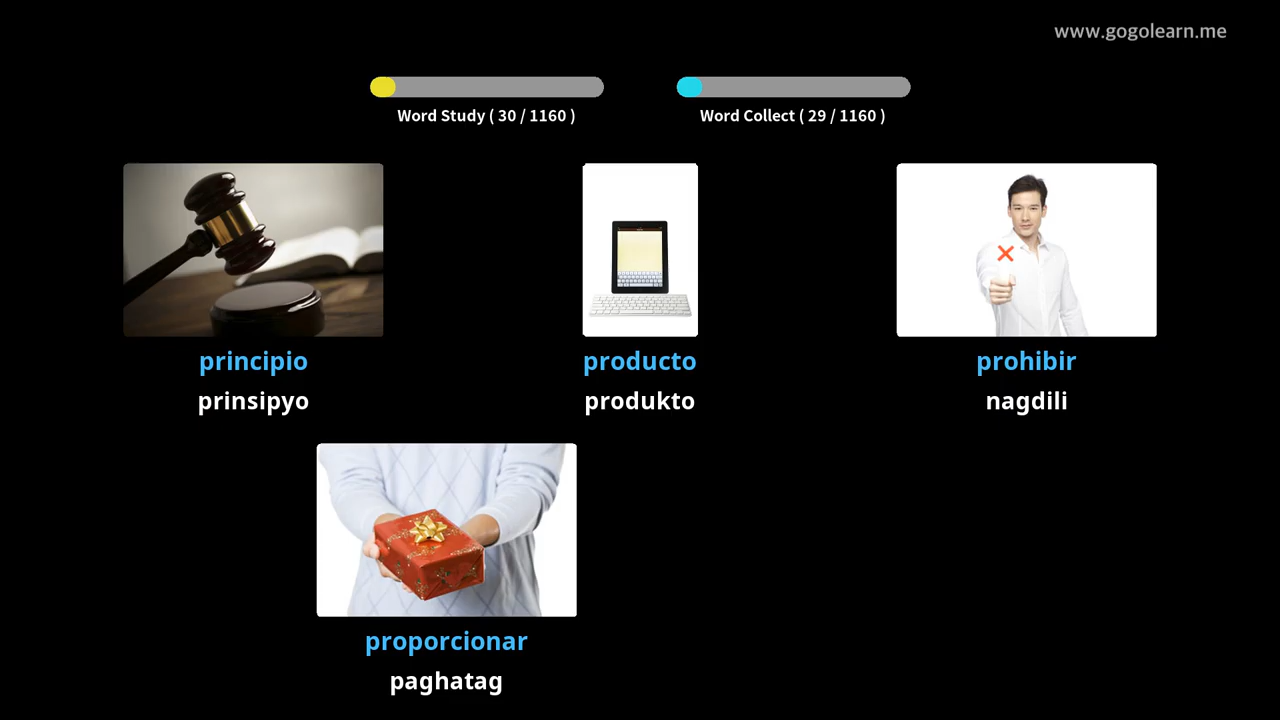 www.gogolearn.me
Word Study ( 30 / 1160 )
Word Collect ( 29 / 1160 )
principio
prinsipyo
producto
produkto
prohibir
nagdili
proporcionar
paghatag